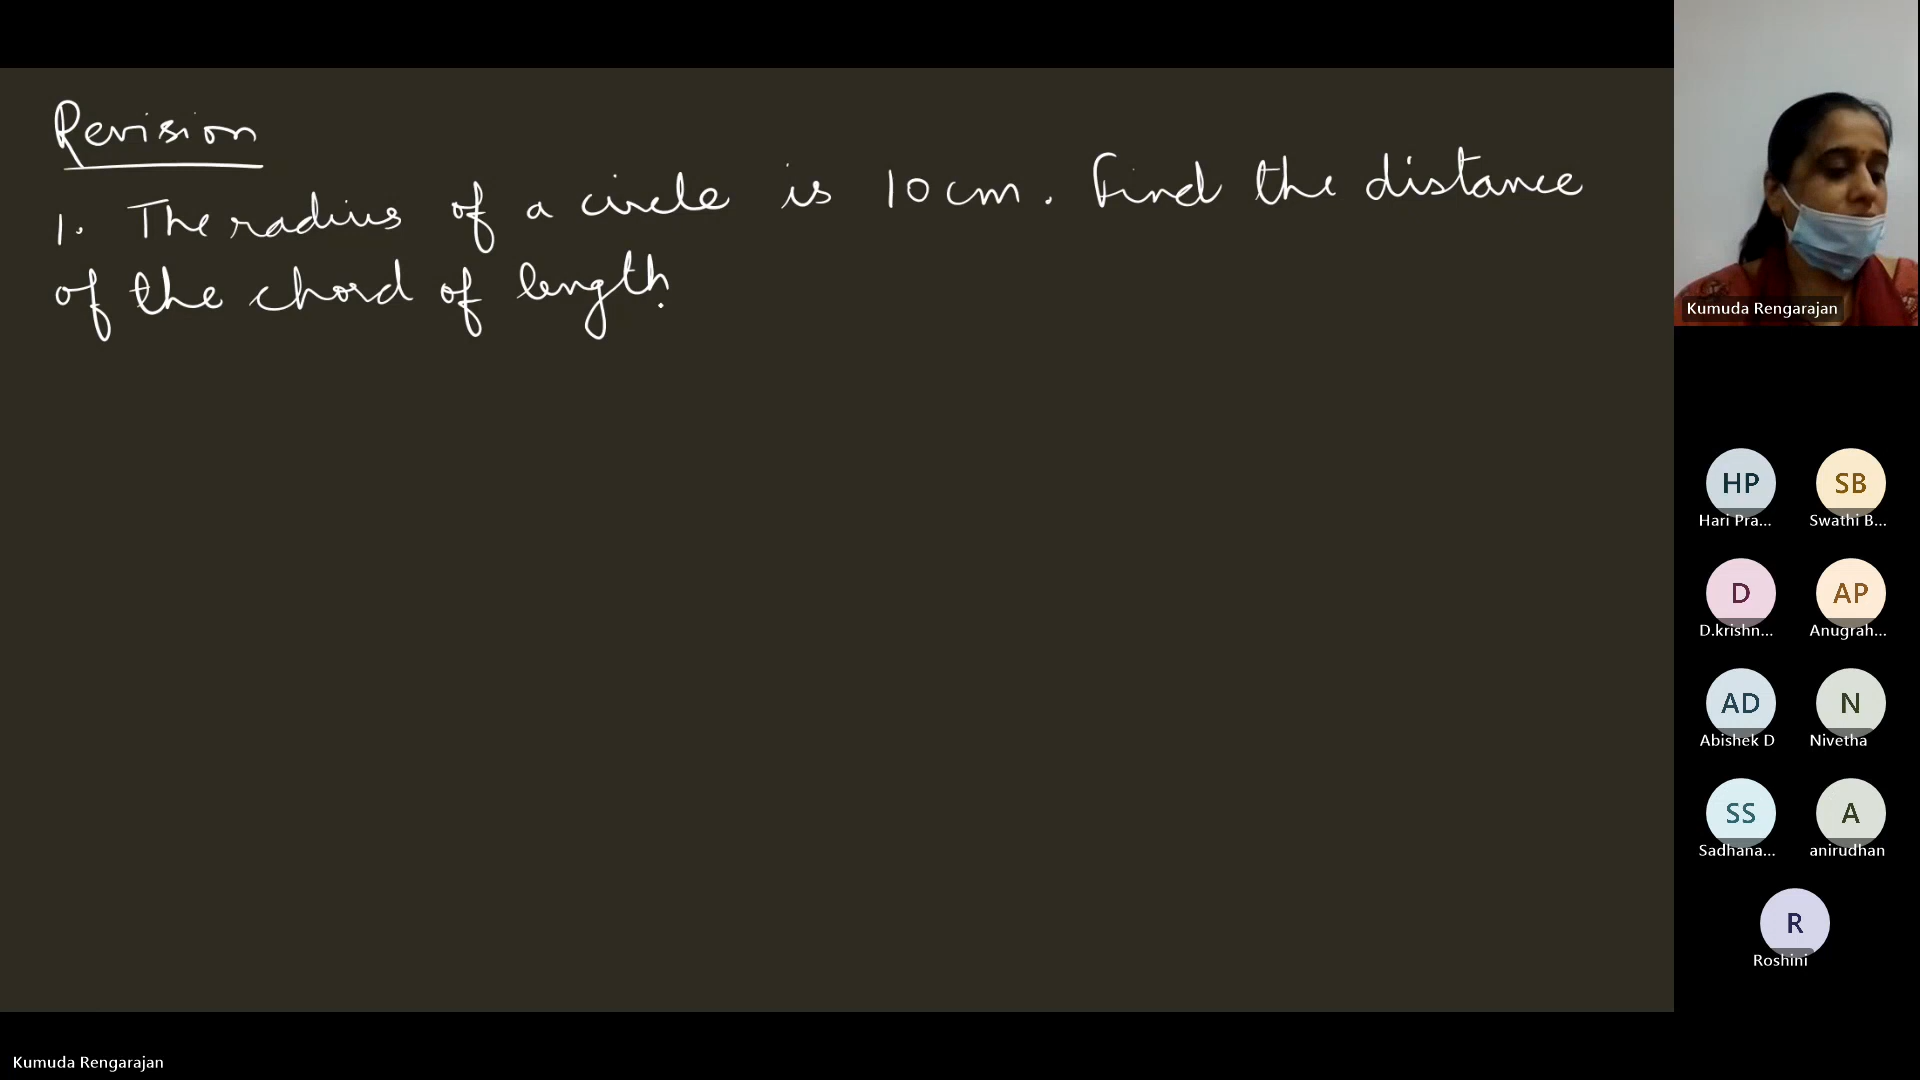 Revision
1. The radius of a circle is 10 cm. Find the distance
of the chord of length
Kumuda Rengarajan
HP
SB
Hari Pra...
Swathi B...
D
AP
D.krishn...
Anugrah...
AD
N
Abishek D
Nivetha
SS
A
Sadhana...
anirudhan
R
Roshini
Kumuda Rengarajan